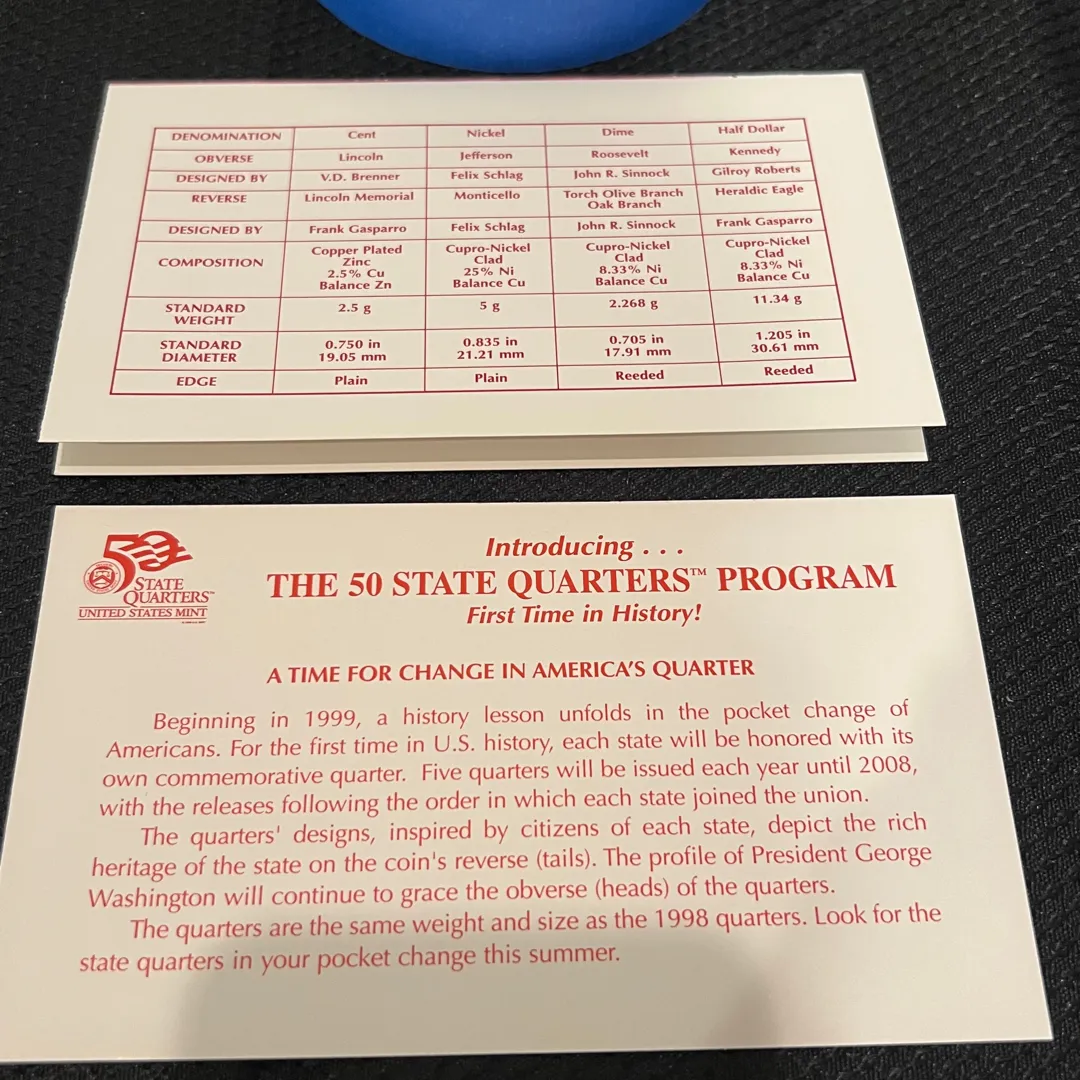 DENOMINATION Cent Nickel Dime Half Dollar
OBVERSE Lincoln Jefferson Roosevelt Kennedy
DESIGNED BY V.D. Brenner Felix Schlag John R. Sinnock Gilroy Roberts
REVERSE Lincoln Memorial Monticello Torch Olive Branch Heraldic Eagle
Oak Branch
DESIGNED BY Frank Gasparro Felix Schlag John R. Sinnock Frank Gasparro
COMPOSITION Copper Plated Cupro-Nickel Cupro-Nickel Cupro-Nickel
Zinc Clad Clad Clad
2.5% Cu 25% Ni 8.33% Ni 8.33% Ni
Balance Zn Balance Cu Balance Cu Balance Cu
STANDARD 2.5 g 5 g 2.268 g 11.34 g
WEIGHT
STANDARD 0.750 in 0.835 in 0.705 in 1.205 in
DIAMETER 19.05 mm 21.21 mm 17.91 mm 30.61 mm
EDGE Plain Plain Reeded Reeded
50
STATE
QUARTERS™
UNITED STATES MINT
Introducing . . .
THE 50 STATE QUARTERS™ PROGRAM
First Time in History!
A TIME FOR CHANGE IN AMERICA'S QUARTER
Beginning in 1999, a history lesson unfolds in the pocket change of
Americans. For the first time in U.S. history, each state will be honored with its
own commemorative quarter. Five quarters will be issued each year until 2008,
with the releases following the order in which each state joined the union.
The quarters' designs, inspired by citizens of each state, depict the rich
heritage of the state on the coin's reverse (tails). The profile of President George
Washington will continue to grace the obverse (heads) of the quarters.
The quarters are the same weight and size as the 1998 quarters. Look for the
state quarters in your pocket change this summer.